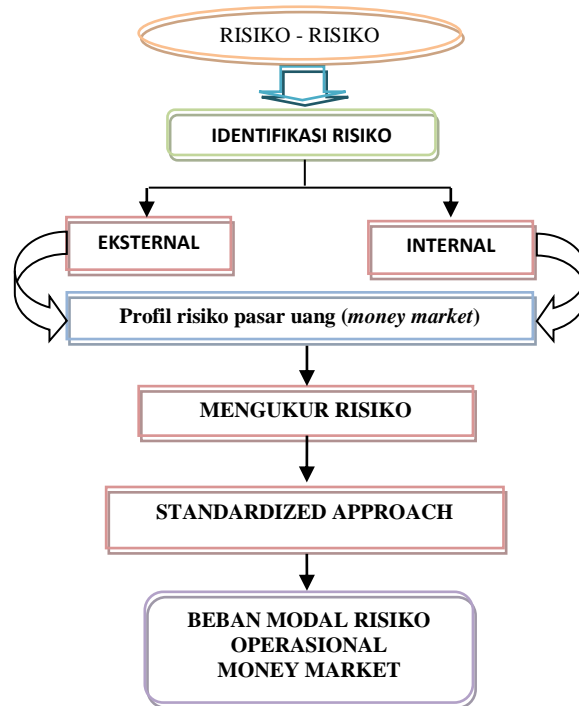 RISIKO - RISIKO
IDENTIFIKASI RISIKO
EKSTERNAL
INTERNAL
Profil risiko pasar uang (money market)
MENGUKUR RISIKO
STANDARDIZED APPROACH
BEBAN MODAL RISIKO
OPERASIONAL
MONEY MARKET